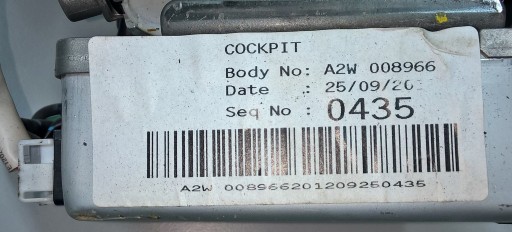 COCKPIT
Body No: A2W 008966
Date : 25/09/20
Seq No : 0435
A2W 008966201209250435